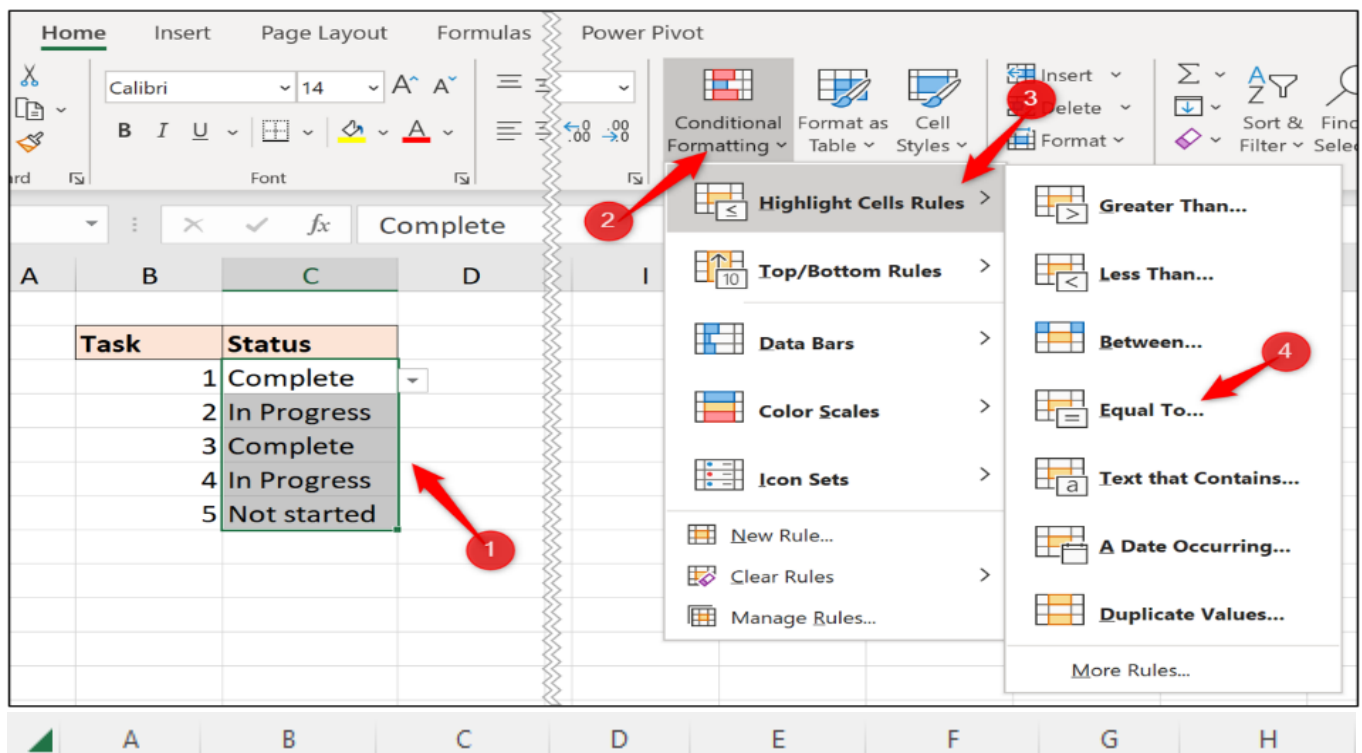 Home Insert Page Layout Formulas Power Pivot
Calibri 14 A A Insert
3
Delete
B I U A .00 .00 Conditional Format as Cell Sort &
Formatting Table Styles Format Filter
Font
2
fx Complete
Highlight Cells Rules
Greater Than...
A B C D I
Top/Bottom Rules
10
Less Than...
Task Status
Data Bars
Between...
4
1 Complete
2 In Progress
Color Scales
Equal To...
3 Complete
4 In Progress
Icon Sets
Text that Contains...
5 Not started
1
New Rule...
A Date Occurring...
Clear Rules
Manage Rules...
Duplicate Values...
More Rules...
A B C D E F G H